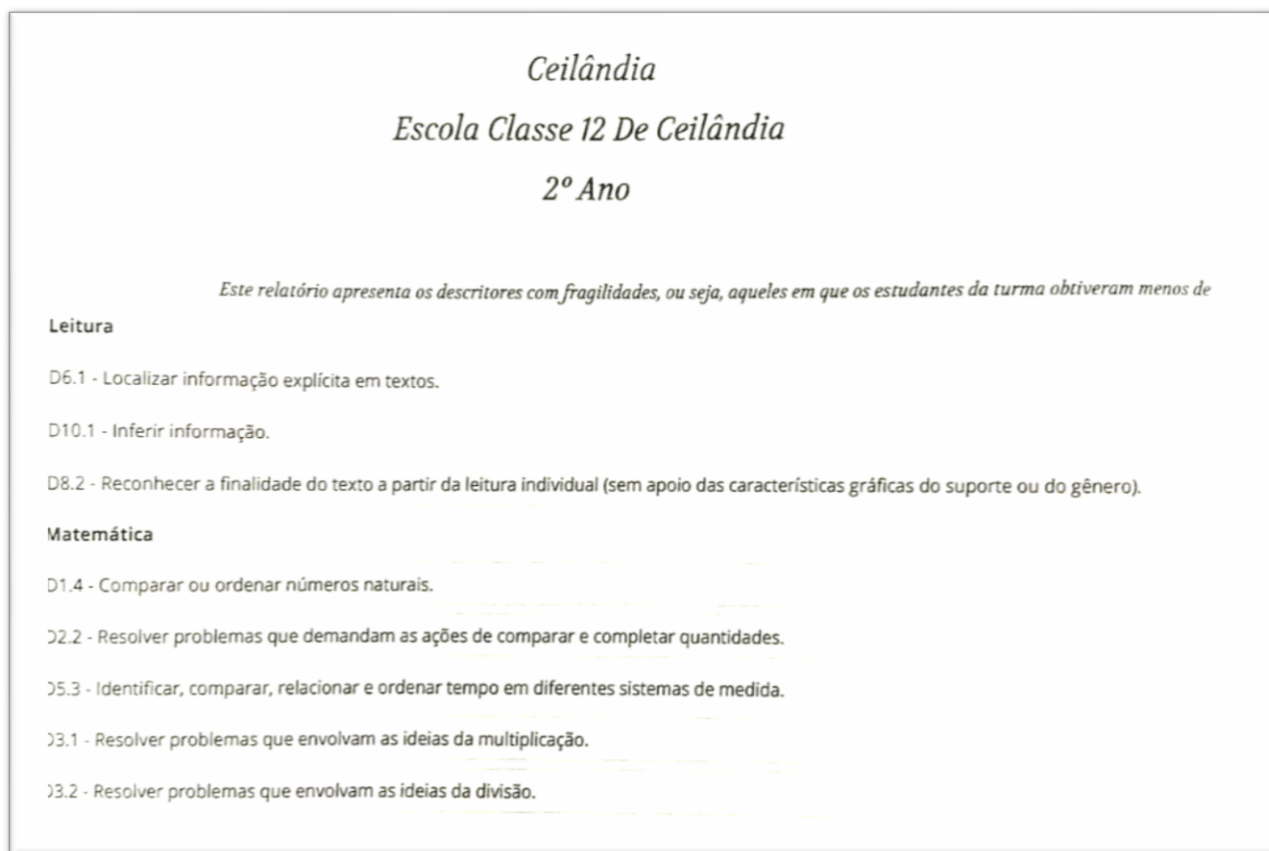 Ceilândia
Escola Classe 12 De Ceilândia
2º Ano
Este relatório apresenta os descritores com fragilidades, ou seja, aqueles em que os estudantes da turma obtiveram menos de
Leitura
D6.1 - Localizar informação explícita em textos.
D10.1 - Inferir informação.
D8.2 - Reconhecer a finalidade do texto a partir da leitura individual (sem apoio das características gráficas do suporte ou do gênero).
Matemática
D1.4 - Comparar ou ordenar números naturais.
D2.2 - Resolver problemas que demandam as ações de comparar e completar quantidades.
D5.3 - Identificar, comparar, relacionar e ordenar tempo em diferentes sistemas de medida.
D3.1 - Resolver problemas que envolvam as ideias da multiplicação.
D3.2 - Resolver problemas que envolvam as ideias da divisão.